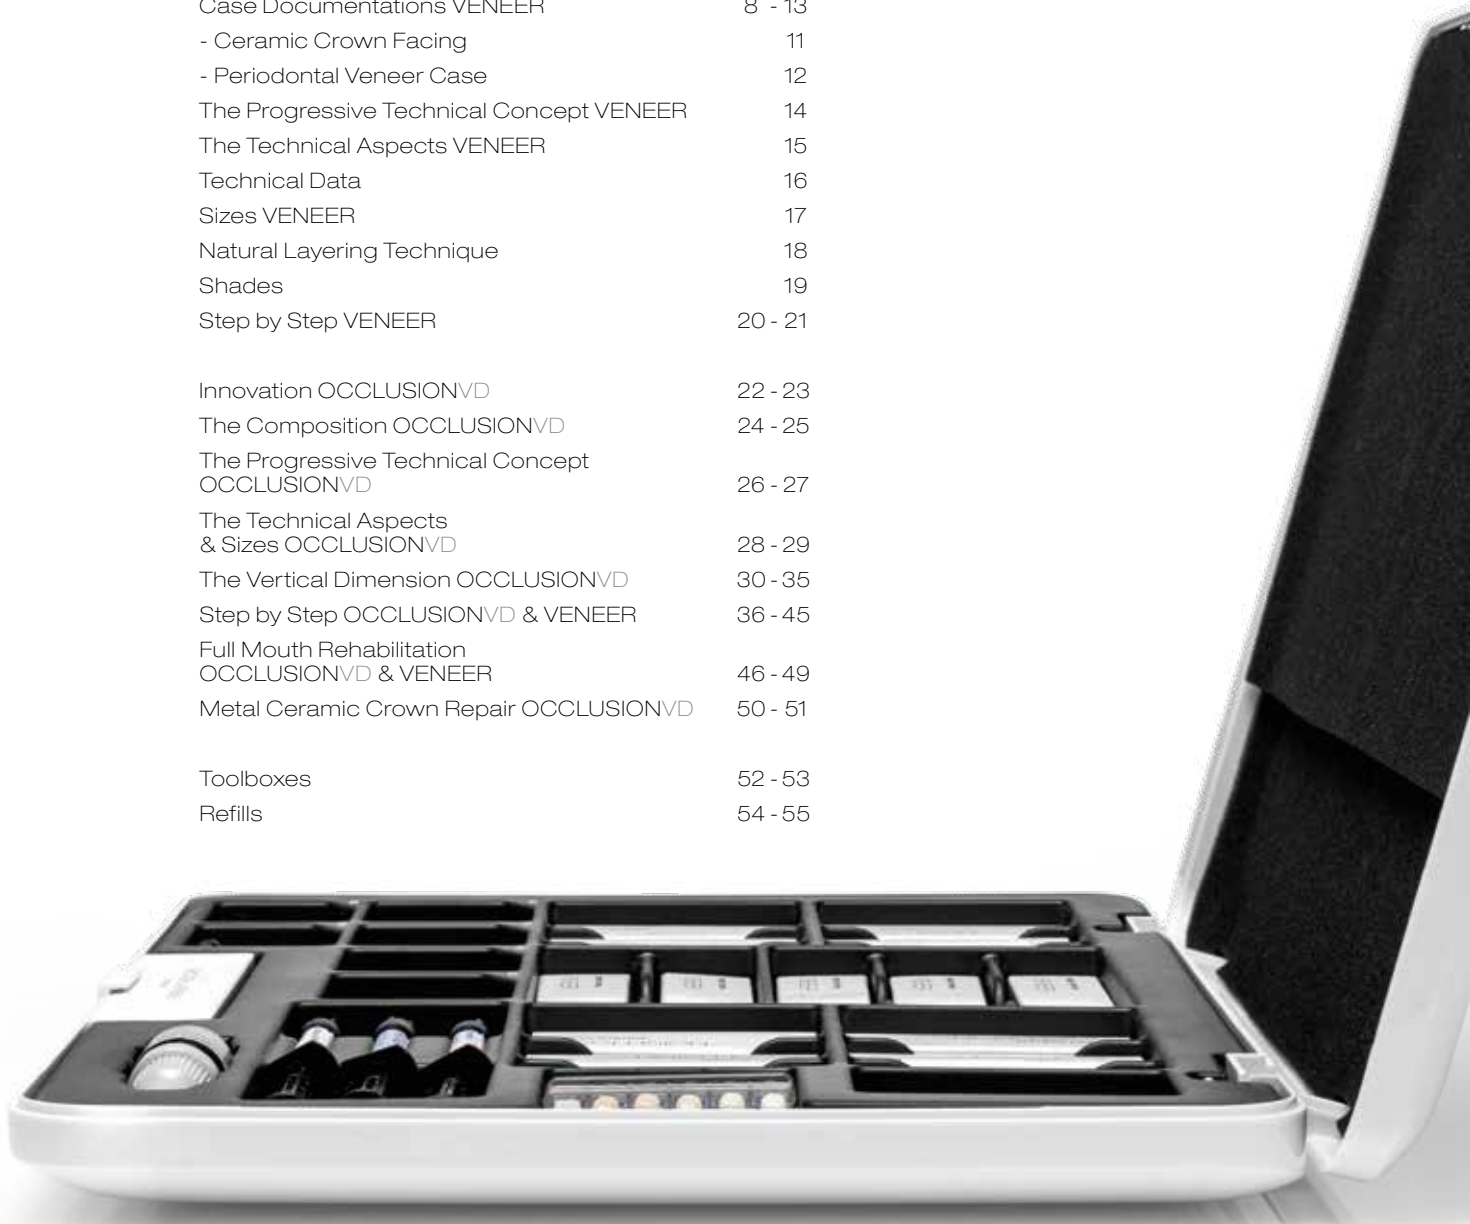 Case Documentations VENEER 8 - 13
- Ceramic Crown Facing 11
- Periodontal Veneer Case 12
The Progressive Technical Concept VENEER 14
The Technical Aspects VENEER 15
Technical Data 16
Sizes VENEER 17
Natural Layering Technique 18
Shades 19
Step by Step VENEER 20 - 21
Innovation OCCLUSIONVD 22 - 23
The Composition OCCLUSIONVD 24 - 25
The Progressive Technical Concept
OCCLUSIONVD 26 - 27
The Technical Aspects
& Sizes OCCLUSIONVD 28 - 29
The Vertical Dimension OCCLUSIONVD 30 - 35
Step by Step OCCLUSIONVD & VENEER 36 - 45
Full Mouth Rehabilitation
OCCLUSIONVD & VENEER 46 - 49
Metal Ceramic Crown Repair OCCLUSIONVD 50 - 51
Toolboxes 52 - 53
Refills 54 - 55